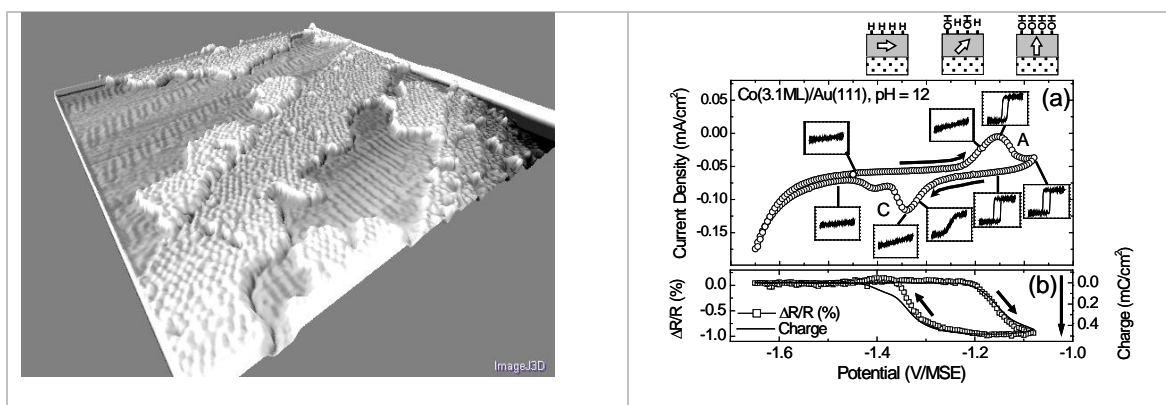 ImageJ3D
H H H H
Co(3.1ML)/Au(111), pH = 12
(a)
Current Density (mA/cm²)
0.05
0.00
-0.05
-0.10
-0.15
A
C
(b)
ΔR/R (%)
0.0
-0.5
-1.0
ΔR/R (%)
Charge
0.0
0.2
0.4
Charge (mC/cm²)
-1.6
-1.4
-1.2
-1.0
Potential (V/MSE)